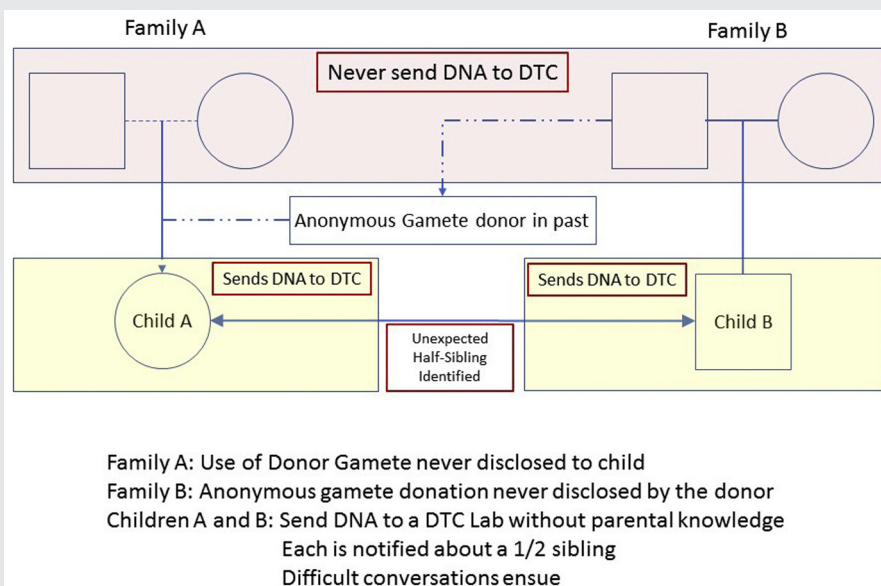 Family A
Family B
Never send DNA to DTC
Anonymous Gamete donor in past
Sends DNA to DTC
Sends DNA to DTC
Child A
Child B
Unexpected
Half-Sibling
Identified
Family A: Use of Donor Gamete never disclosed to child
Family B: Anonymous gamete donation never disclosed by the donor
Children A and B: Send DNA to a DTC Lab without parental knowledge
Each is notified about a 1/2 sibling
Difficult conversations ensue